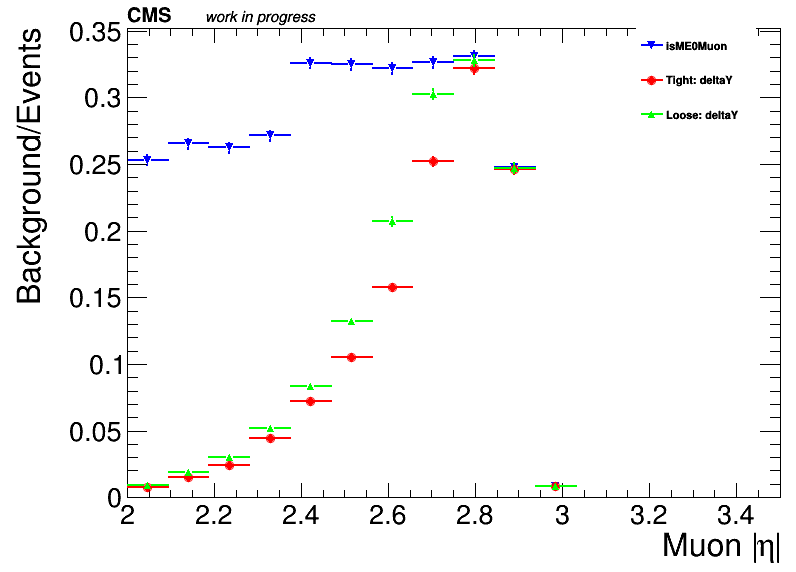 CMS work in progress
0.35
isME0Muon
Tight: deltaY
0.3
Loose: deltaY
0.25
0.2
0.15
0.1
0.05
0
2 2.2 2.4 2.6 2.8 3 3.2 3.4
Background/Events
Muon |η|